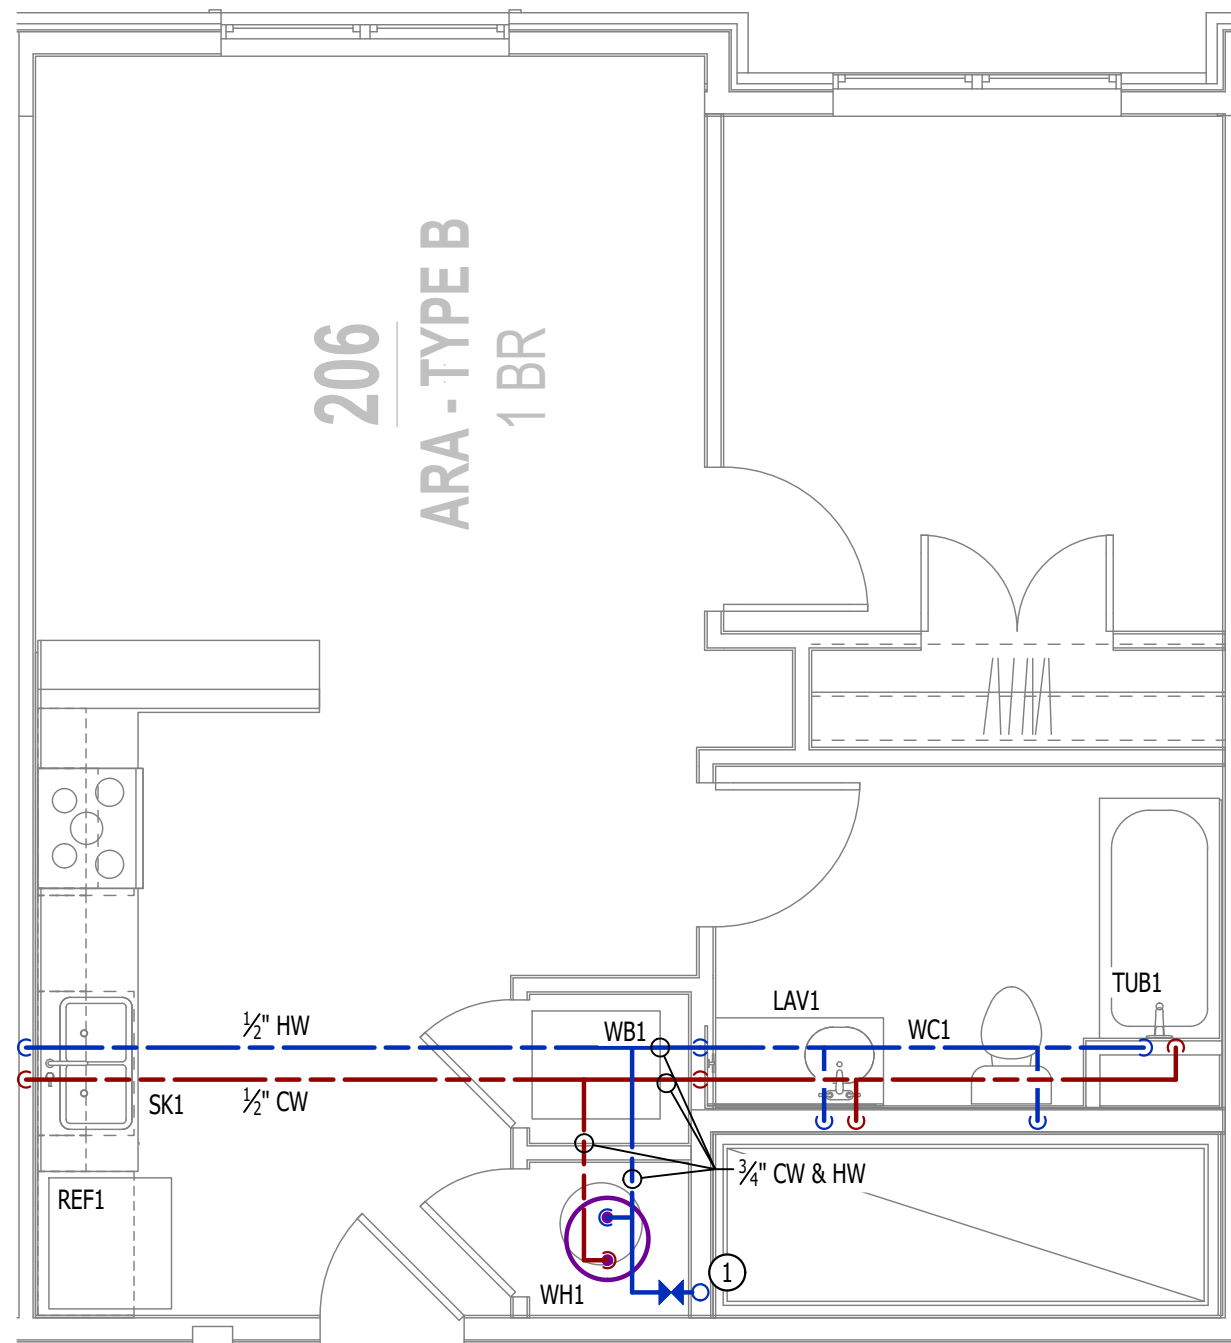 206
ARA - TYPE B
1 BR
TUB1
LAV1
WC1
½" HW
WB1
½" CW
SK1
¾" CW & HW
REF1
WH1
1